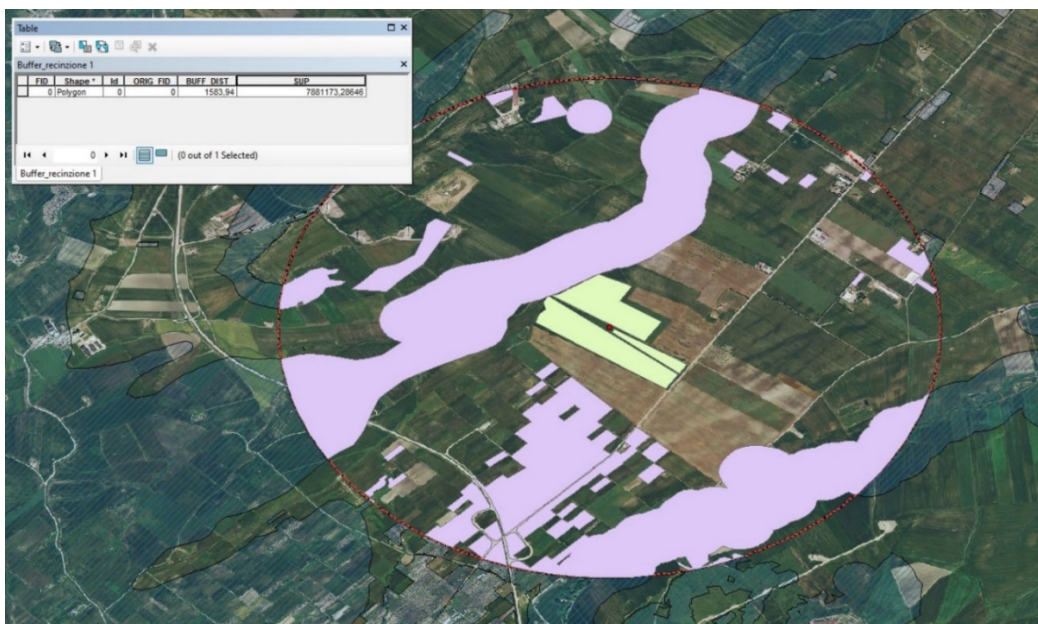 Table
Buffer_recinzione 1
FID Shape * Id ORIG_FID BUFF_DIST SUP
0 Polygon 0 0 1583,94 7881173,28646
0 (0 out of 1 Selected)
Buffer_recinzione 1